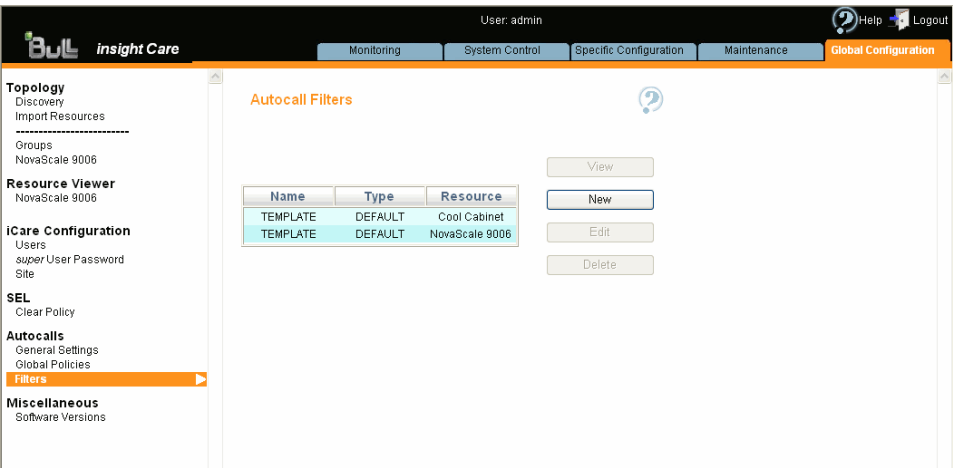 User: admin
Help Logout
Bull insight Care
Monitoring System Control Specific Configuration Maintenance Global Configuration
Topology
Discovery
Import Resources
-------------------------
Groups
NovaScale 9006
Resource Viewer
NovaScale 9006
iCare Configuration
Users
super User Password
Site
SEL
Clear Policy
Autocalls
General Settings
Global Policies
Filters
Miscellaneous
Software Versions
Autocall Filters
Name Type Resource
TEMPLATE DEFAULT Cool Cabinet
TEMPLATE DEFAULT NovaScale 9006
View
New
Edit
Delete